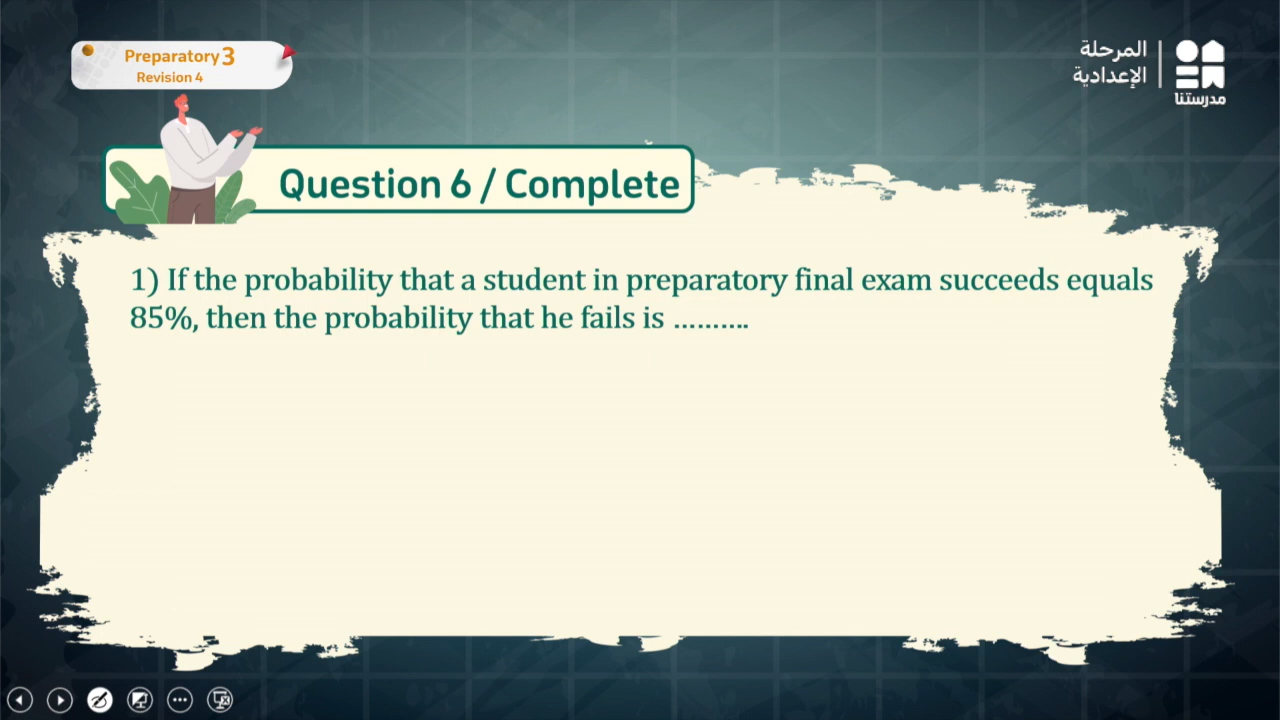 Preparatory 3
Revision 4
المرحلة
الإعدادية
مدرستنا
Question 6 / Complete
1) If the probability that a student in preparatory final exam succeeds equals
85%, then the probability that he fails is ..........